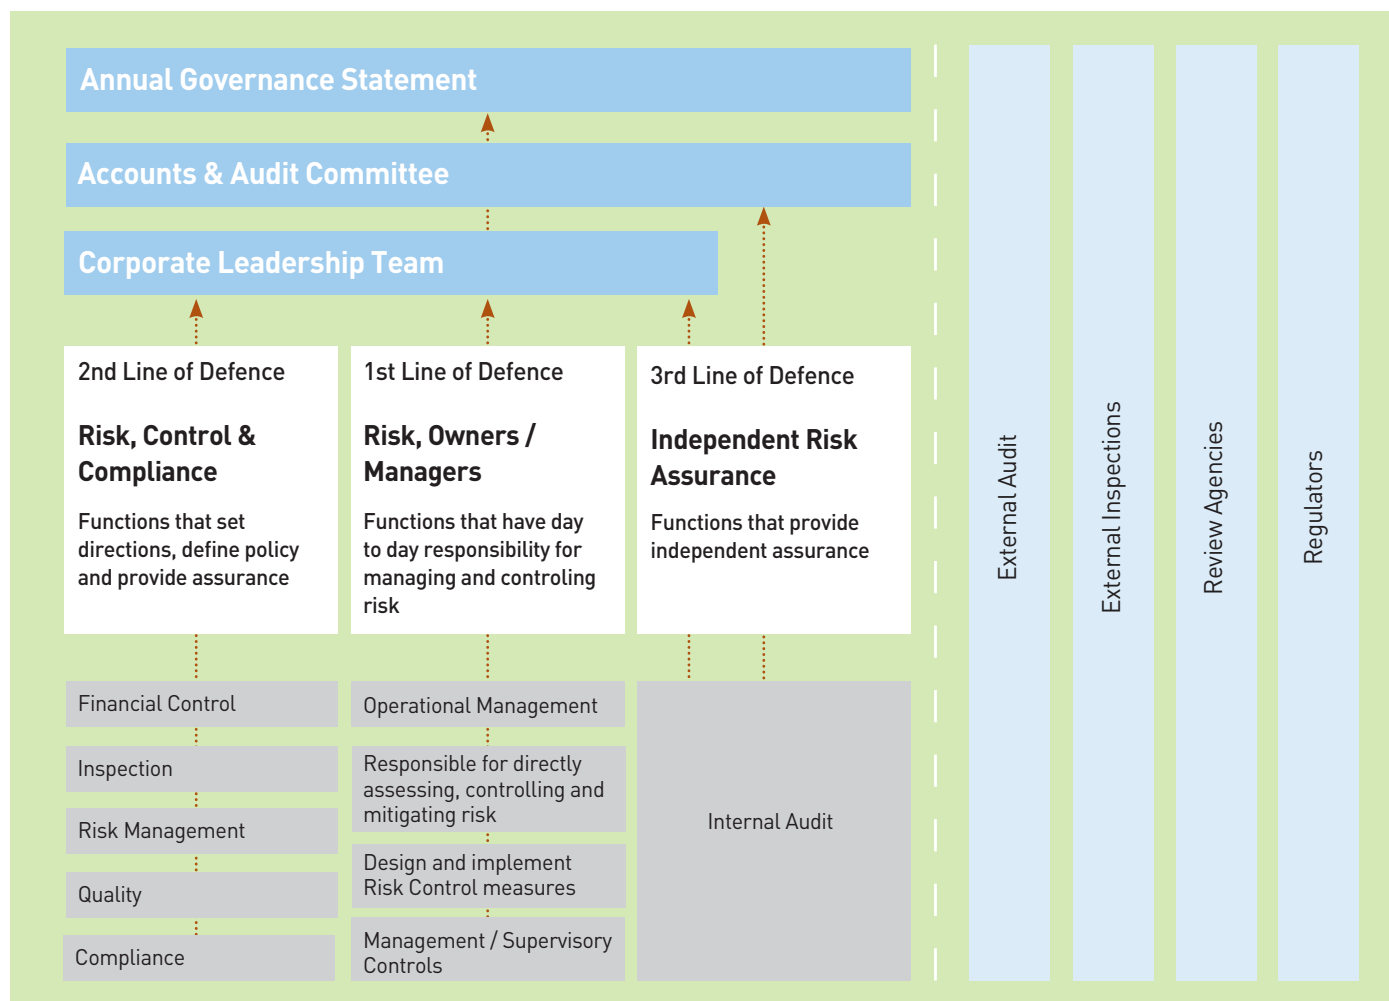 Annual Governance Statement
Accounts & Audit Committee
Corporate Leadership Team
2nd Line of Defence
Risk, Control &
Compliance
Functions that set
directions, define policy
and provide assurance
1st Line of Defence
Risk, Owners /
Managers
Functions that have day
to day responsibility for
managing and controling
risk
3rd Line of Defence
Independent Risk
Assurance
Functions that provide
independent assurance
Financial Control
Inspection
Risk Management
Quality
Compliance
Operational Management
Responsible for directly
assessing, controlling and
mitigating risk
Design and implement
Risk Control measures
Management / Supervisory
Controls
Internal Audit
External Audit
External Inspections
Review Agencies
Regulators